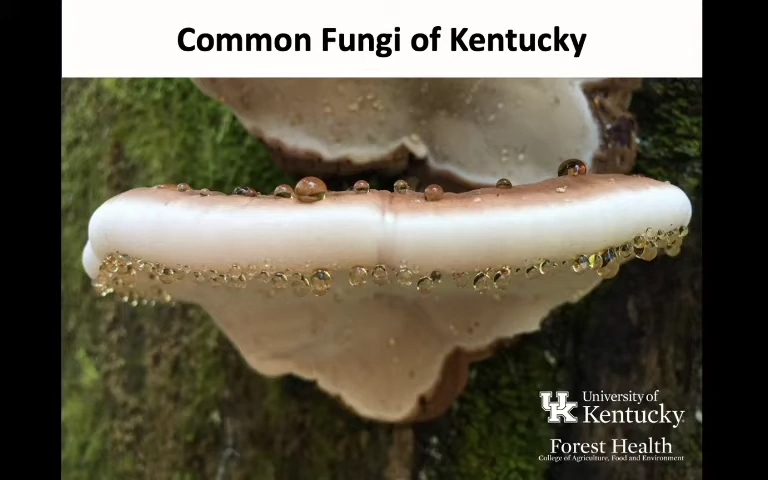 Common Fungi of Kentucky
University of
Kentucky
Forest Health
College of Agriculture, Food and Environment